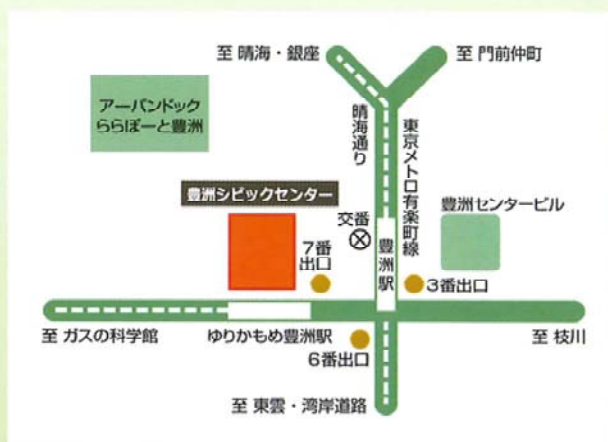 至 晴海・銀座
至 門前仲町
アーバンドック
ららぽーと豊洲
晴海通り
東京メトロ有楽町線
豊洲シビックセンター
交番
豊洲センタービル
7番
出口
豊洲駅
3番出口
至 ガスの科学館
ゆりかもめ豊洲駅
至 枝川
6番出口
至 東雲・湾岸道路